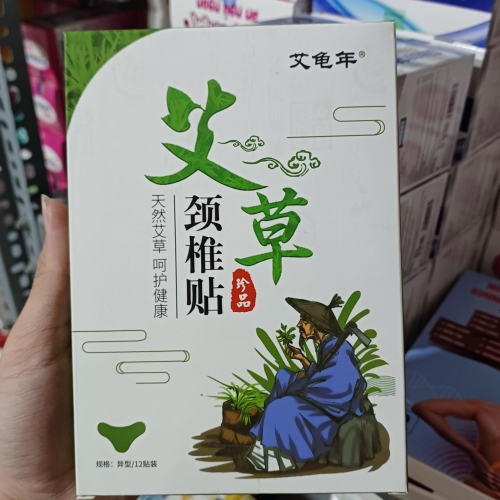 艾龟年®
艾草
颈椎贴
珍品
天然艾草 呵护健康
规格：异型/12贴装